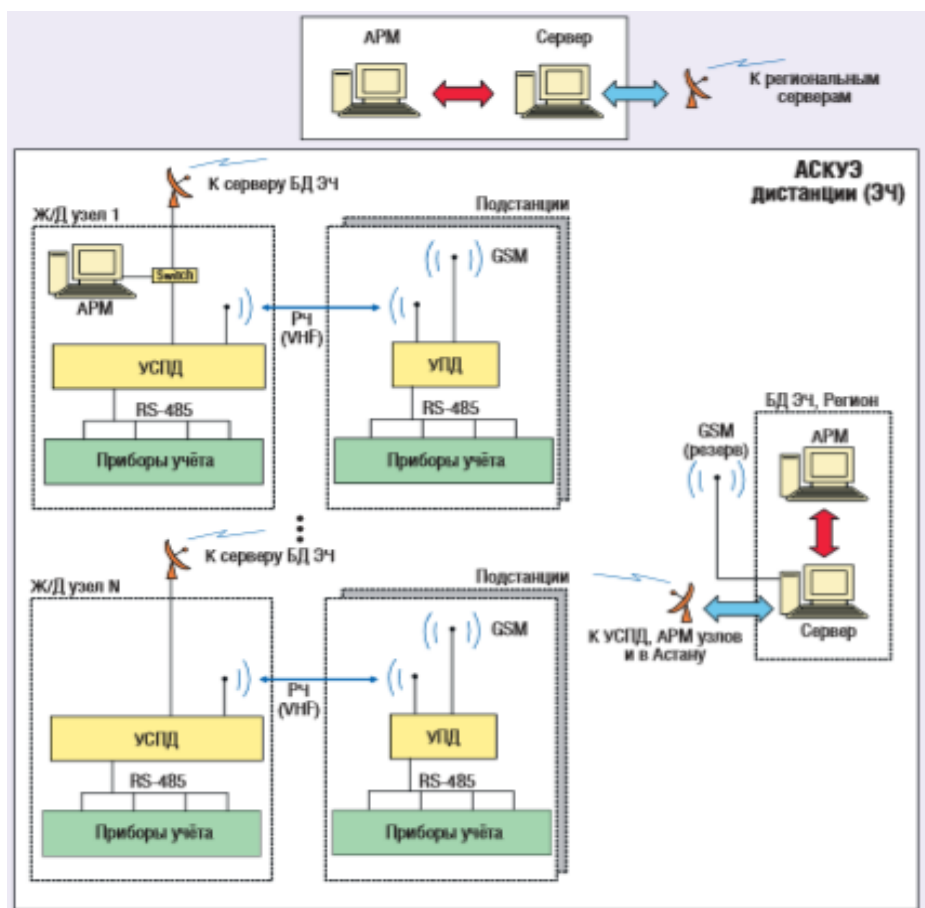 АРМ
Сервер
К региональным
серверам
АСКУЭ
дистанции (ЭЧ)
К серверу БД ЭЧ
Ж/Д узел 1
Подстанции
GSM
Switch
АРМ
РЧ
(VHF)
УСПД
УПД
RS-485
RS-485
Приборы учёта
Приборы учёта
БД ЭЧ, Регион
GSM
(резерв)
АРМ
Сервер
К УСПД, АРМ узлов
и в Астану
К серверу БД ЭЧ
Ж/Д узел N
Подстанции
GSM
РЧ
(VHF)
УСПД
УПД
RS-485
RS-485
Приборы учёта
Приборы учёта